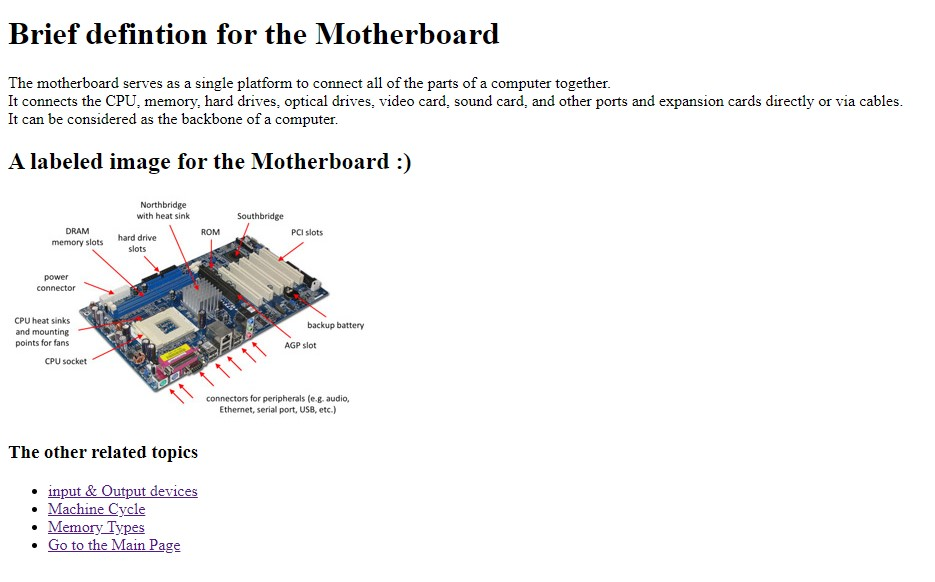 Brief defintion for the Motherboard
The motherboard serves as a single platform to connect all of the parts of a computer together.
It connects the CPU, memory, hard drives, optical drives, video card, sound card, and other ports and expansion cards directly or via cables.
It can be considered as the backbone of a computer.
A labeled image for the Motherboard :)
Northbridge
with heat sink
Southbridge
DRAM
memory slots
hard drive
slots
ROM
PCI slots
power
connector
CPU heat sinks
and mounting
points for fans
backup battery
AGP slot
CPU socket
connectors for peripherals (e.g. audio,
Ethernet, serial port, USB, etc.)
The other related topics
input & Output devices
Machine Cycle
Memory Types
Go to the Main Page